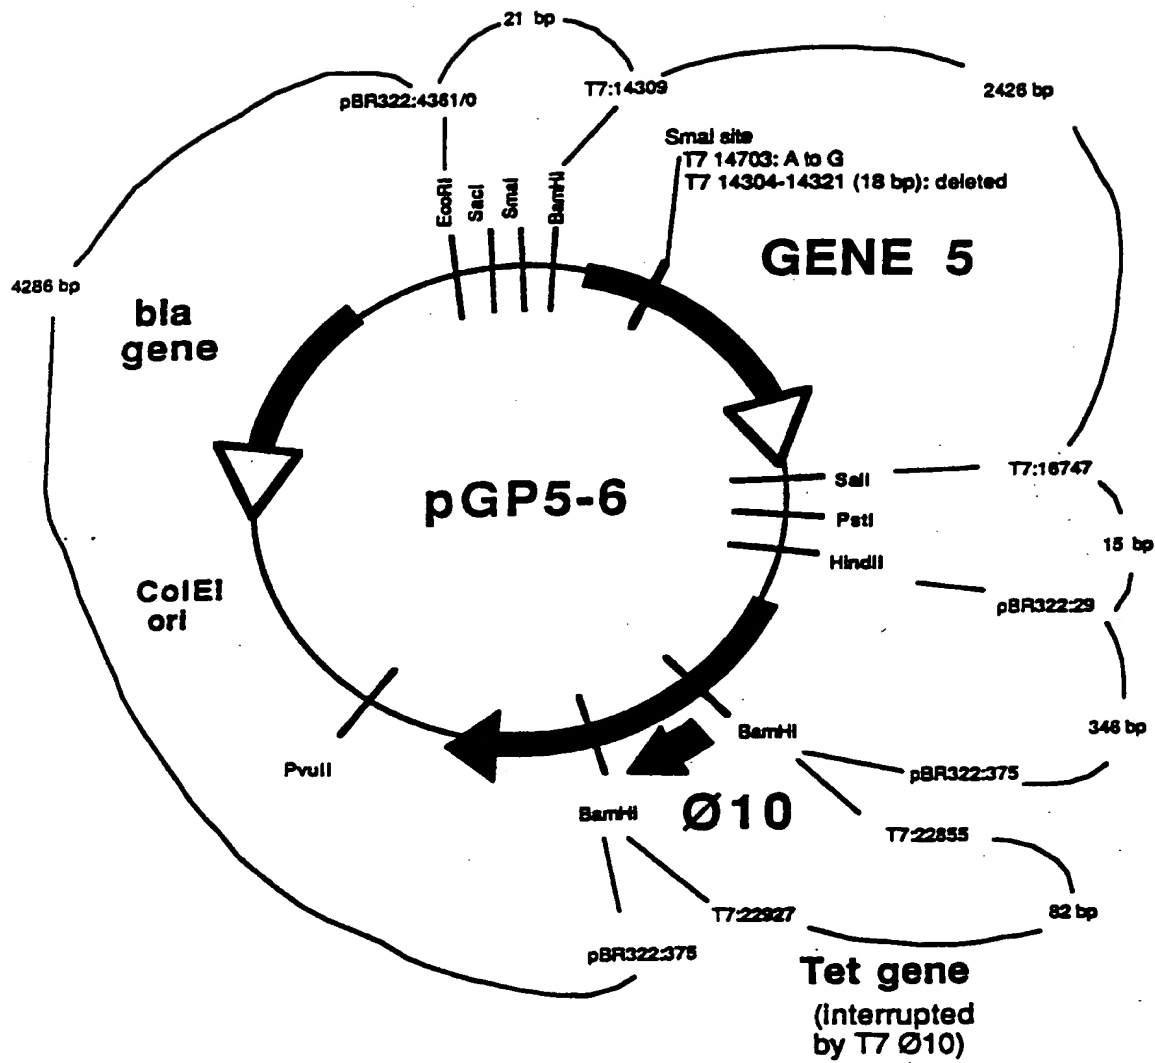 21 bp
pBR322:4361/0
T7:14309
2426 bp
SmaI site
T7 14703: A to G
T7 14304-14321 (18 bp): deleted
EcoRI
SacI
SmaI
BamHI
GENE 5
4286 bp
bla
gene
pGP5-6
SalI
T7:16747
PstI
15 bp
HindII
pBR322:29
ColEI
ori
346 bp
BamHI
PvuII
pBR322:375
BamHI
Ø10
T7:22855
T7:22927
82 bp
pBR322:375
Tet gene
(interrupted
by T7 Ø10)